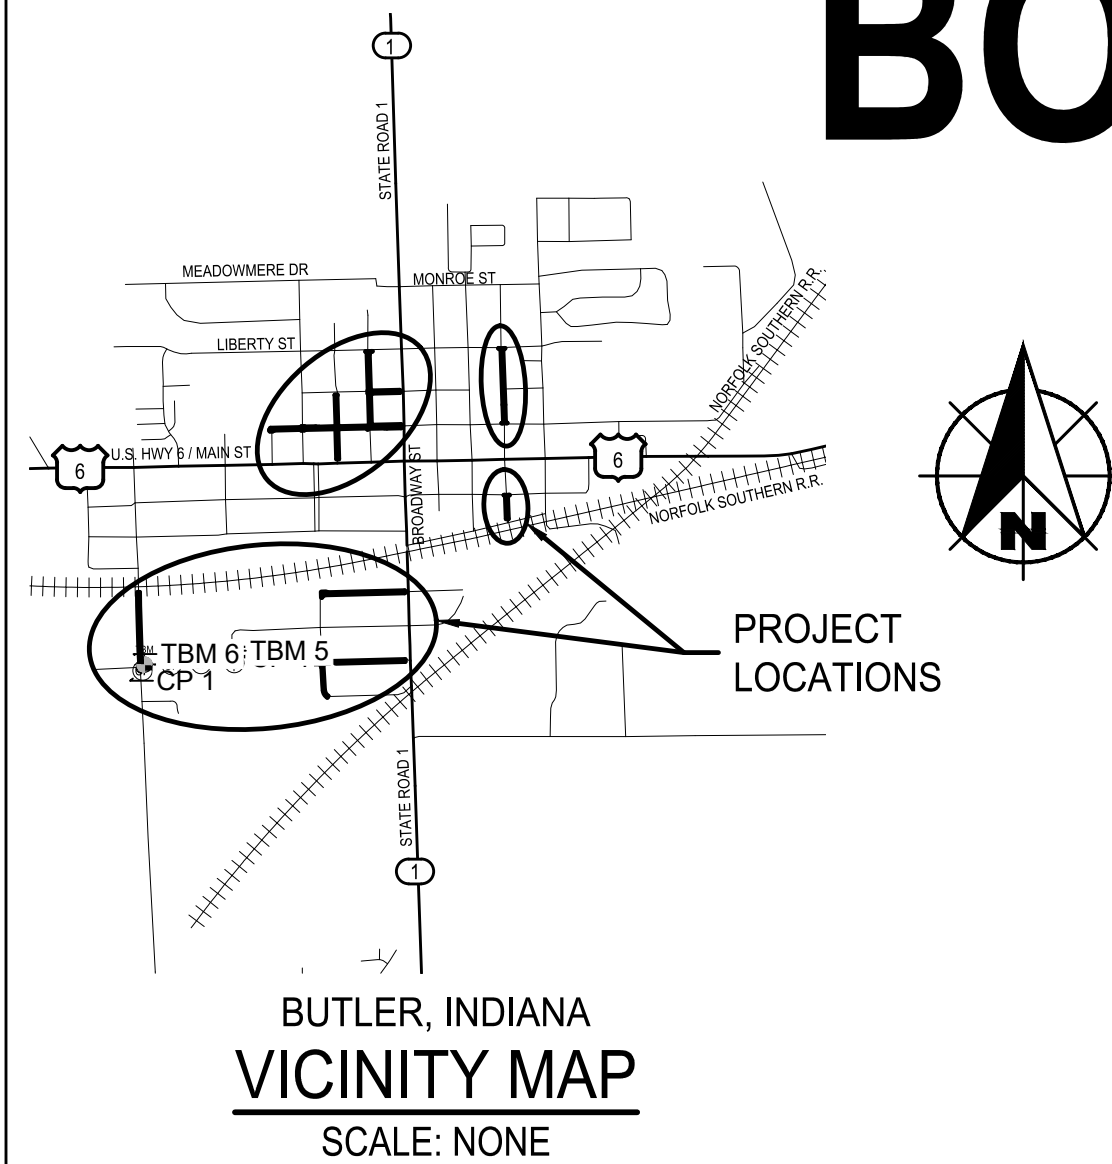 BO
1
STATE ROAD 1
MEADOWMERE DR
MONROE ST
NORFOLK SOUTHERN R.R.
LIBERTY ST
U.S. HWY 6 / MAIN ST
6
6
BROADWAY ST
NORFOLK SOUTHERN R.R.
N
PROJECT
LOCATIONS
TBM 6
TBM 5
CP 1
STATE ROAD 1
1
BUTLER, INDIANA
VICINITY MAP
SCALE: NONE